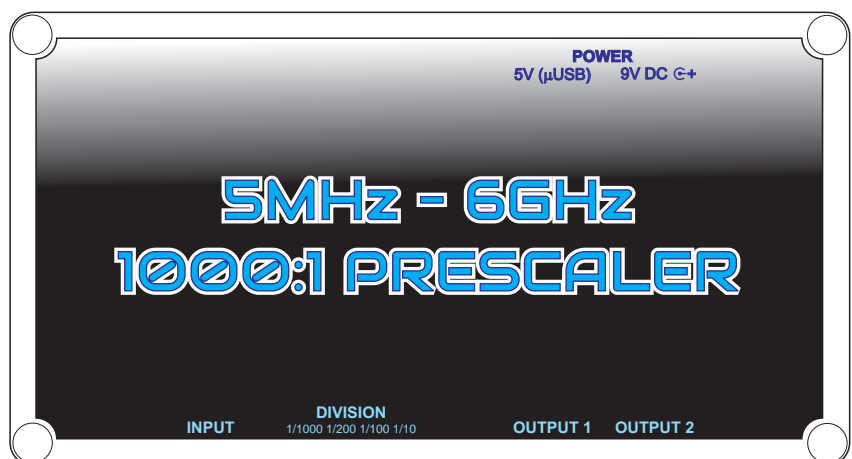 POWER
5V (μUSB) 9V DC
5MHz - 6GHz
1000:1 PRESCALER
DIVISION
INPUT 1/1000 1/200 1/100 1/10 OUTPUT 1 OUTPUT 2